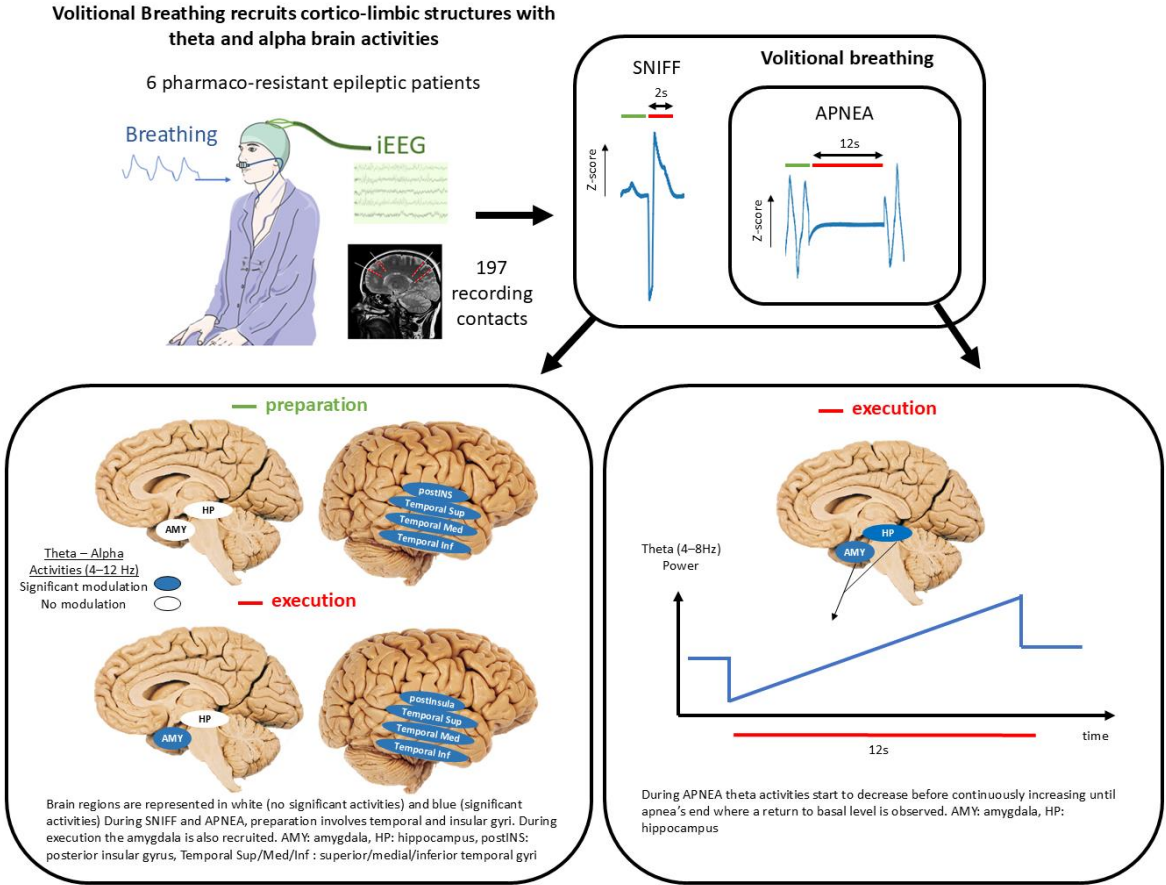 Volitional Breathing recruits cortico-limbic structures with
theta and alpha brain activities
6 pharmaco-resistant epileptic patients
Breathing
iEEG
197
recording
contacts
Volitional breathing
SNIFF
2s
Z-score
APNEA
12s
Z-score
preparation
HP
AMY
postINS
Temporal Sup
Temporal Med
Temporal Inf
Theta – Alpha
Activities (4–12 Hz)
Significant modulation
No modulation
execution
HP
AMY
postInsula
Temporal Sup
Temporal Med
Temporal Inf
Brain regions are represented in white (no significant activities) and blue (significant
activities) During SNIFF and APNEA, preparation involves temporal and insular gyri. During
execution the amygdala is also recruited. AMY: amygdala, HP: hippocampus, postINS:
posterior insular gyrus, Temporal Sup/Med/Inf : superior/medial/inferior temporal gyri
execution
HP
AMY
Theta (4–8Hz)
Power
time
12s
During APNEA theta activities start to decrease before continuously increasing until
apnea's end where a return to basal level is observed. AMY: amygdala, HP:
hippocampus